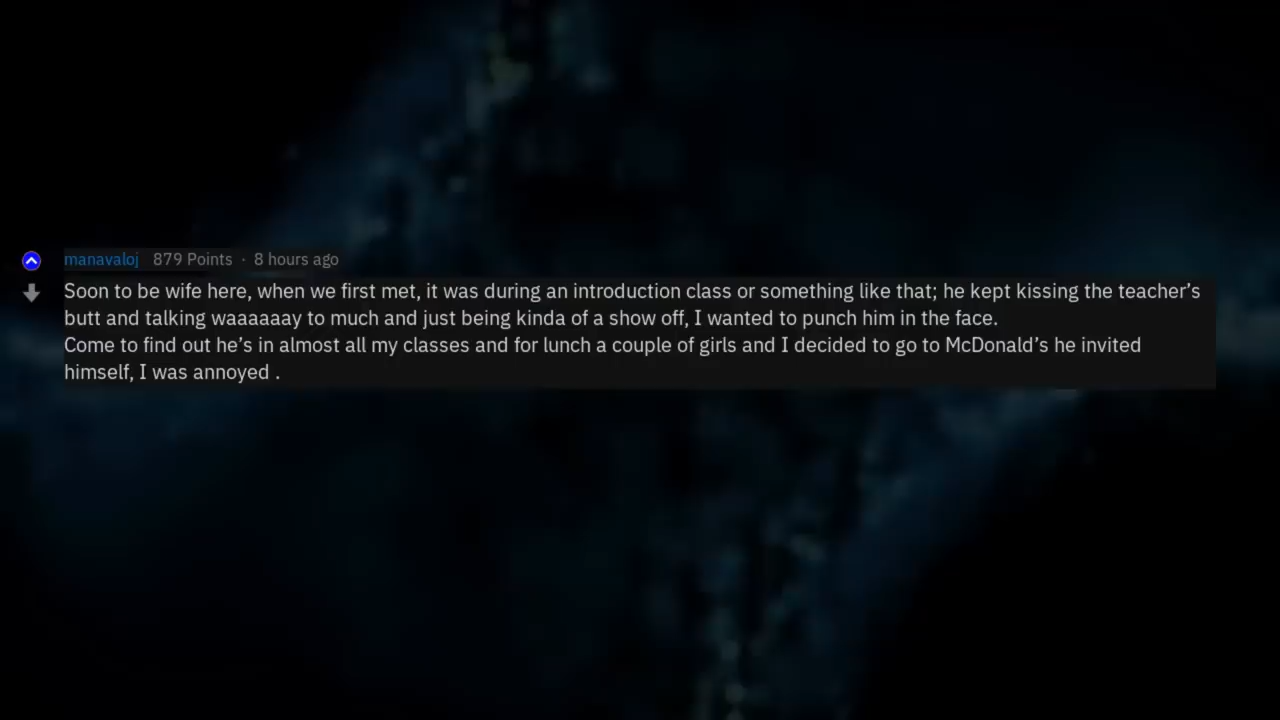 manavaloj 879 Points · 8 hours ago
Soon to be wife here, when we first met, it was during an introduction class or something like that; he kept kissing the teacher’s
butt and talking waaaaaay to much and just being kinda of a show off, I wanted to punch him in the face.
Come to find out he’s in almost all my classes and for lunch a couple of girls and I decided to go to McDonald’s he invited
himself, I was annoyed .